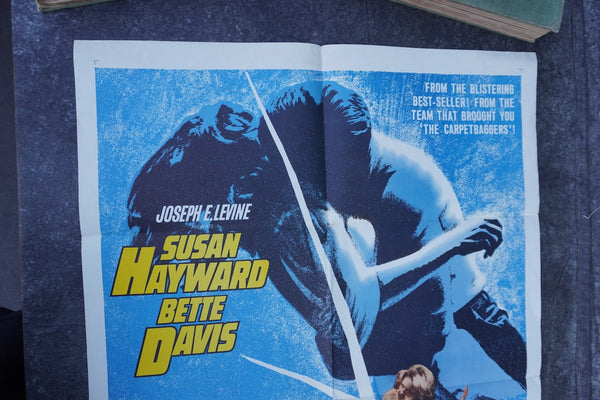 FROM THE BLISTERING
BEST-SELLER! FROM THE
TEAM THAT BROUGHT YOU
'THE CARPETBAGGERS'!
JOSEPH E. LEVINE
SUSAN
HAYWARD
BETTE
DAVIS